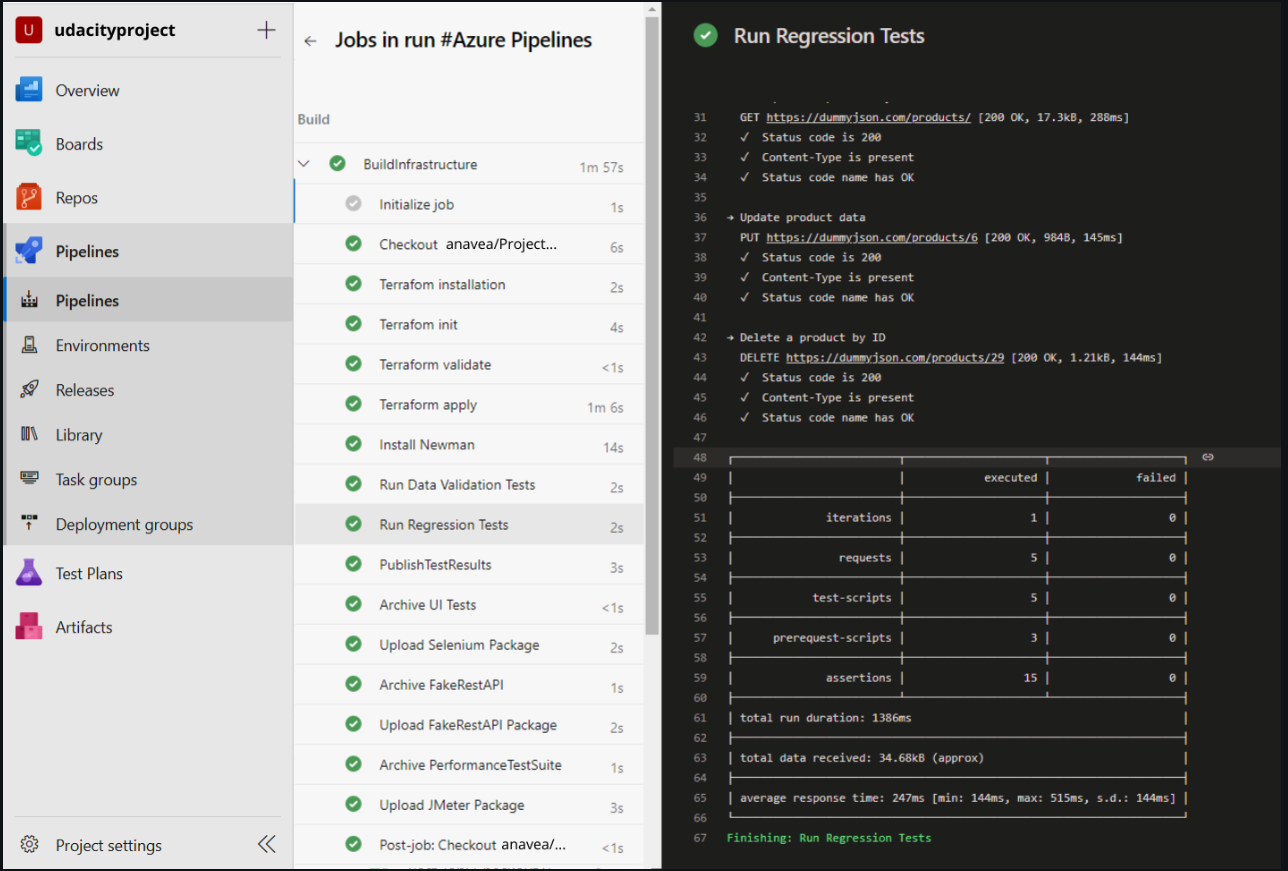 U udacityproject
Overview
Boards
Repos
Pipelines
Pipelines
Environments
Releases
Library
Task groups
Deployment groups
Test Plans
Artifacts
Project settings
Jobs in run #Azure Pipelines
Build
BuildInfrastructure 1m 57s
Initialize job 1s
Checkout anavea/Project... 6s
Terrafom installation 2s
Terrafom init 4s
Terraform validate <1s
Terraform apply 1m 6s
Install Newman 14s
Run Data Validation Tests 2s
Run Regression Tests 2s
PublishTestResults 3s
Archive UI Tests <1s
Upload Selenium Package 2s
Archive FakeRestAPI 1s
Upload FakeRestAPI Package 2s
Archive PerformanceTestSuite 1s
Upload JMeter Package 3s
Post-job: Checkout anavea/... <1s
Run Regression Tests
31 GET https://dummyjson.com/products/ [200 OK, 17.3kB, 288ms]
32 ✓ Status code is 200
33 ✓ Content-Type is present
34 ✓ Status code name has OK
35
36 → Update product data
37 PUT https://dummyjson.com/products/6 [200 OK, 984B, 145ms]
38 ✓ Status code is 200
39 ✓ Content-Type is present
40 ✓ Status code name has OK
41
42 → Delete a product by ID
43 DELETE https://dummyjson.com/products/29 [200 OK, 1.21kB, 144ms]
44 ✓ Status code is 200
45 ✓ Content-Type is present
46 ✓ Status code name has OK
47
48
49 executed failed
50
51 iterations 1 0
52
53 requests 5 0
54
55 test-scripts 5 0
56
57 prerequest-scripts 3 0
58
59 assertions 15 0
60
61 total run duration: 1386ms
62
63 total data received: 34.68kB (approx)
64
65 average response time: 247ms [min: 144ms, max: 515ms, s.d.: 144ms]
66
67 Finishing: Run Regression Tests